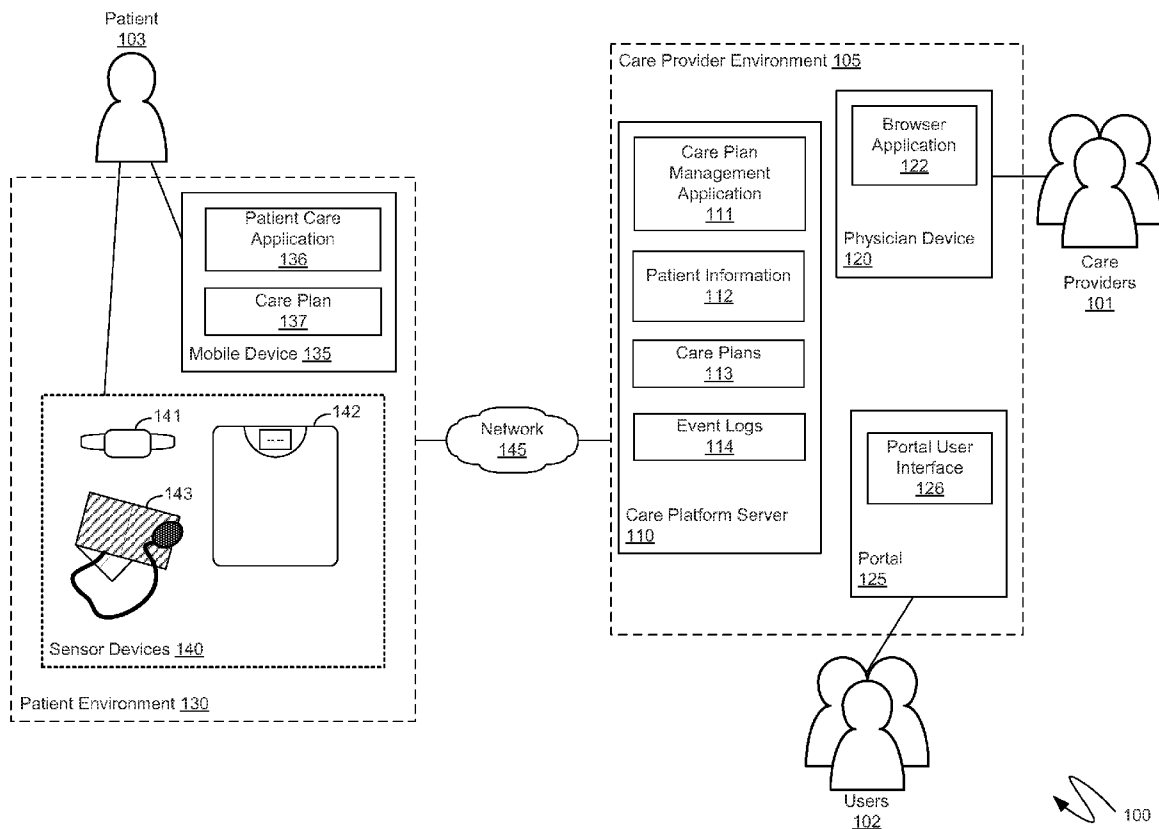 Patient
103
Care Provider Environment 105
Browser
Application
122
Physician Device
120
Care
Providers
101
Care Plan
Management
Application
111
Patient Information
112
Care Plans
113
Event Logs
114
Care Platform Server
110
Portal User
Interface
126
Portal
125
Users
102
Patient Care
Application
136
Care Plan
137
Mobile Device 135
141
142
----
143
Sensor Devices 140
Patient Environment 130
Network
145
100